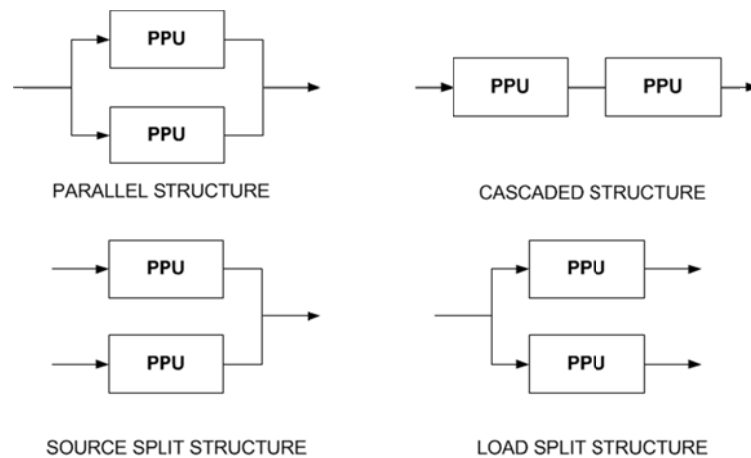 PPU
PPU
PARALLEL STRUCTURE
PPU
PPU
CASCADED STRUCTURE
PPU
PPU
SOURCE SPLIT STRUCTURE
PPU
PPU
LOAD SPLIT STRUCTURE